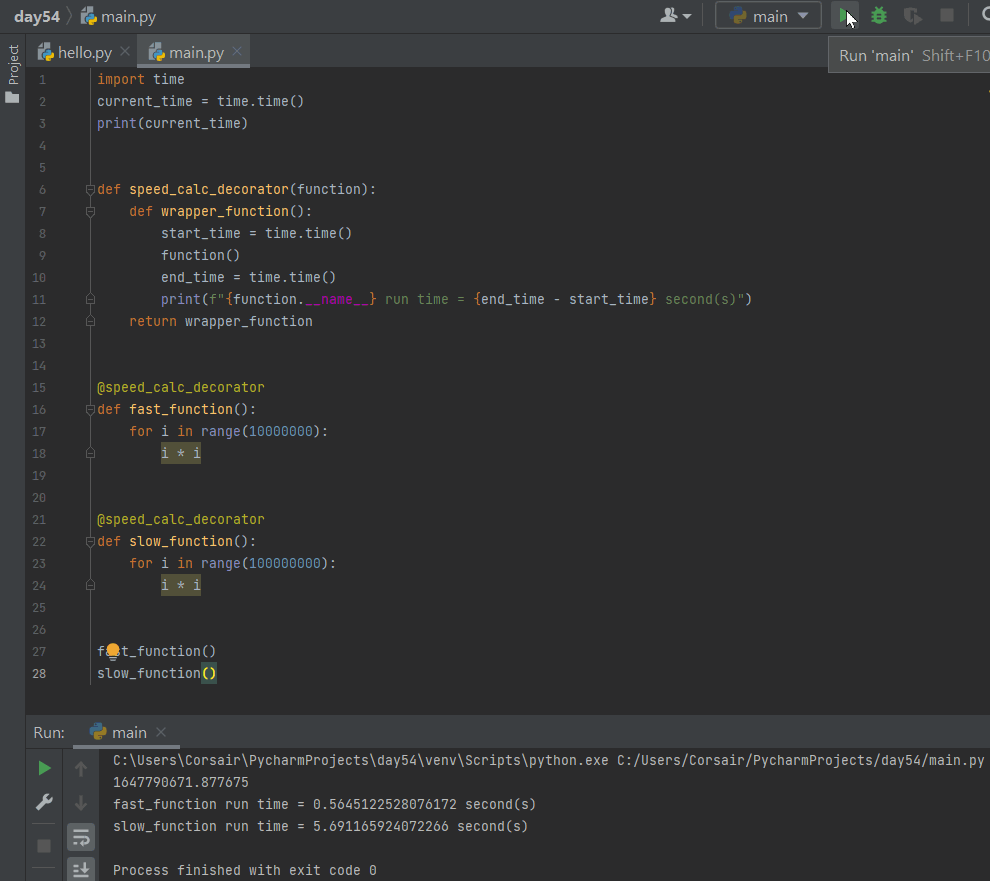 day54 main.py main
Project hello.py main.py Run 'main' Shift+F10
1 import time
2 current_time = time.time()
3 print(current_time)
4
5
6 def speed_calc_decorator(function):
7     def wrapper_function():
8         start_time = time.time()
9         function()
10         end_time = time.time()
11         print(f"{function.__name__} run time = {end_time - start_time} second(s)")
12     return wrapper_function
13
14
15 @speed_calc_decorator
16 def fast_function():
17     for i in range(10000000):
18         i * i
19
20
21 @speed_calc_decorator
22 def slow_function():
23     for i in range(100000000):
24         i * i
25
26
27 fast_function()
28 slow_function()
Run: main
C:\Users\Corsair\PycharmProjects\day54\venv\Scripts\python.exe C:/Users/Corsair/PycharmProjects/day54/main.py
1647790671.877675
fast_function run time = 0.5645122528076172 second(s)
slow_function run time = 5.691165924072266 second(s)
Process finished with exit code 0